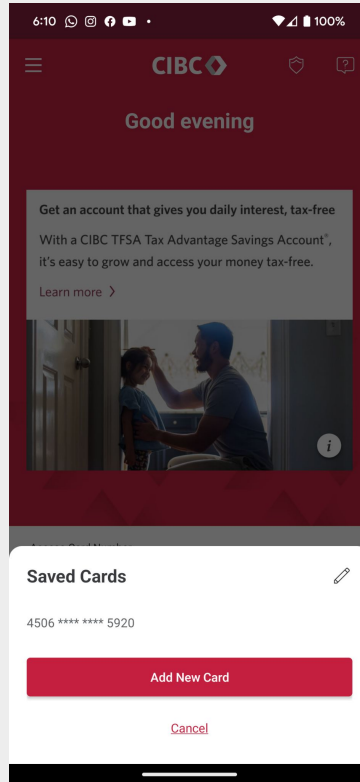 6:10
100%
CIBC
Good evening
Get an account that gives you daily interest, tax-free
With a CIBC TFSA Tax Advantage Savings Account®,
it's easy to grow and access your money tax-free.
Learn more
i
Saved Cards
4506 **** **** 5920
Add New Card
Cancel